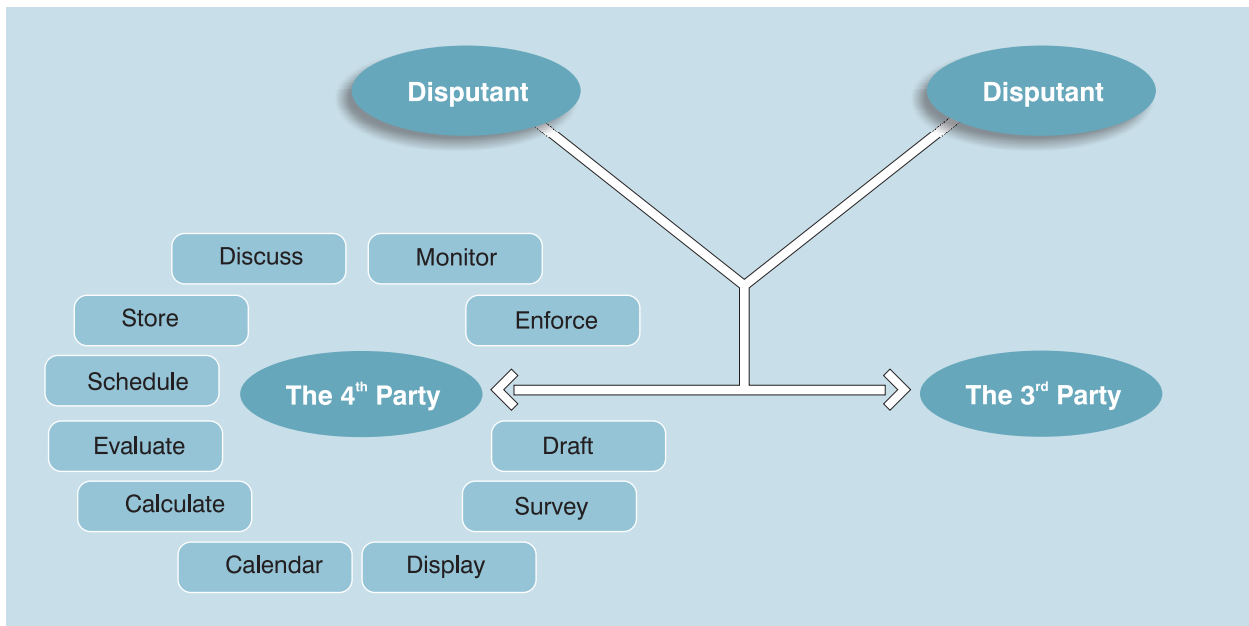 Disputant
Disputant
Discuss
Monitor
Store
Enforce
Schedule
The 4th Party
The 3rd Party
Evaluate
Draft
Calculate
Survey
Calendar
Display